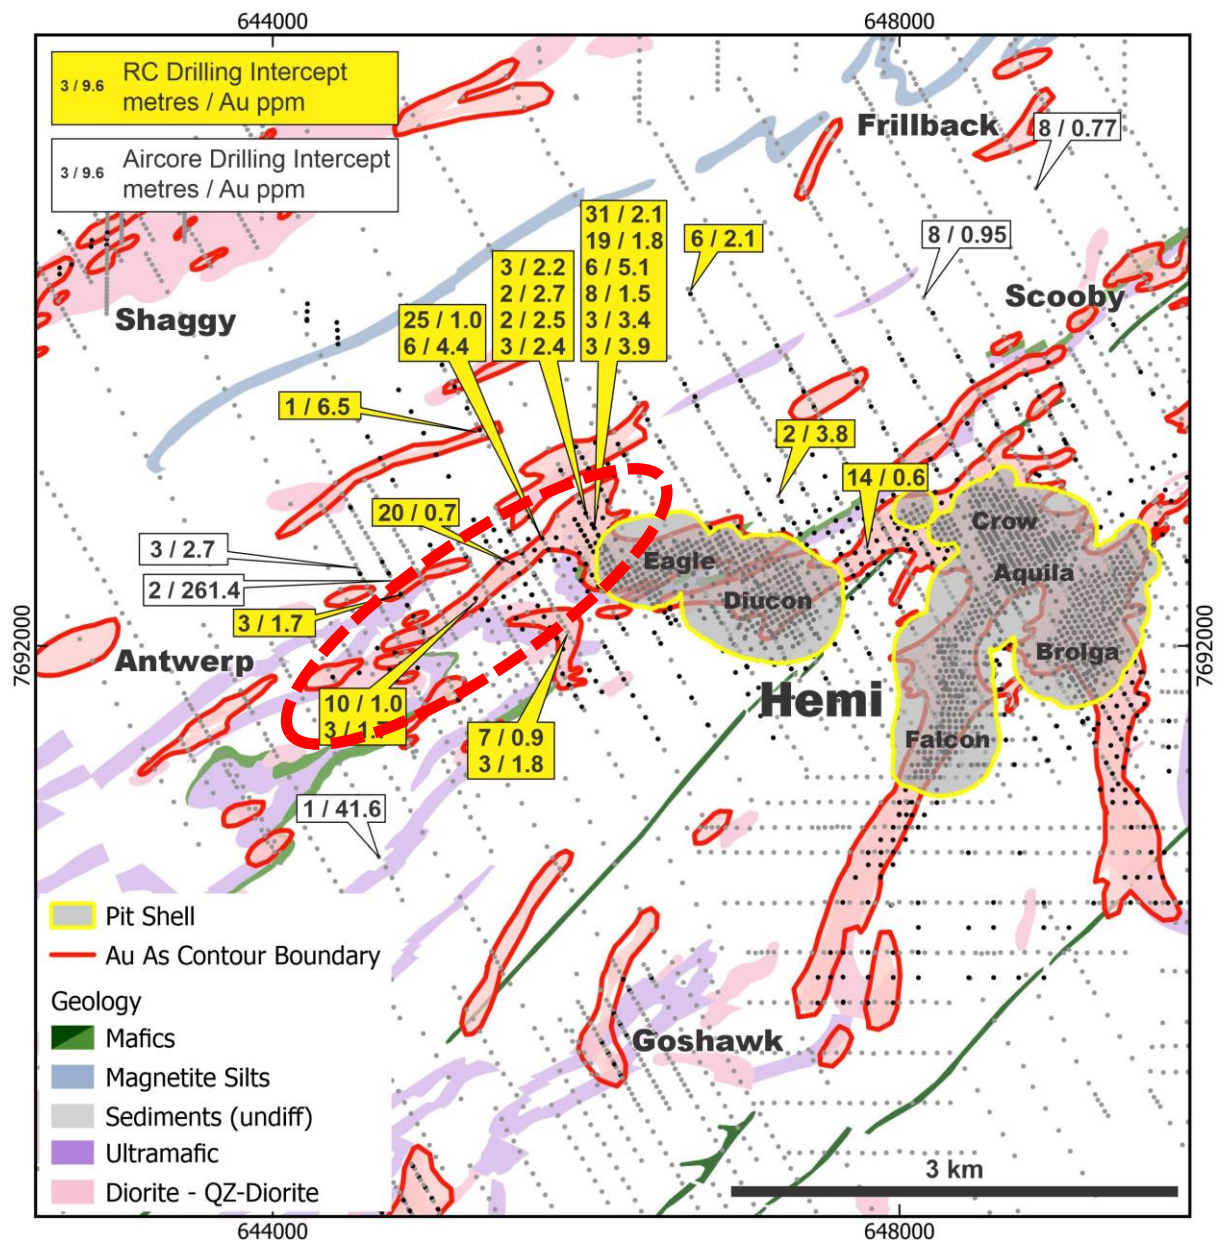 644000
648000
3 / 9.6 RC Drilling Intercept
metres / Au ppm
3 / 9.6 Aircore Drilling Intercept
metres / Au ppm
Frillback
8 / 0.77
31 / 2.1
19 / 1.8
6 / 5.1
8 / 1.5
3 / 3.4
3 / 3.9
6 / 2.1
8 / 0.95
3 / 2.2
2 / 2.7
2 / 2.5
3 / 2.4
Scooby
Shaggy
25 / 1.0
6 / 4.4
1 / 6.5
2 / 3.8
14 / 0.6
20 / 0.7
Crow
3 / 2.7
Eagle
Aquila
2 / 261.4
Diucon
3 / 1.7
7692000
7692000
Antwerp
Brolga
Hemi
10 / 1.0
3 / 1.7
7 / 0.9
3 / 1.8
Falcon
1 / 41.6
Pit Shell
Au As Contour Boundary
Geology
Mafics
Magnetite Silts
Sediments (undiff)
Ultramafic
Diorite - QZ-Diorite
Goshawk
3 km
644000
648000